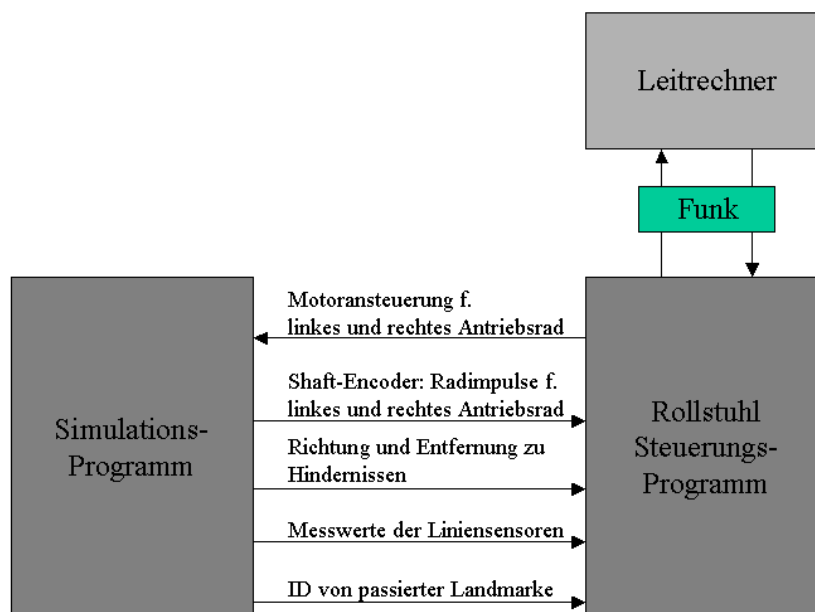 Leitrechner
Funk
Motoransteuerung f.
linkes und rechtes Antriebsrad
Shaft-Encoder: Radimpulse f.
linkes und rechtes Antriebsrad
Richtung und Entfernung zu
Hindernissen
Messwerte der Liniensensoren
ID von passierter Landmarke
Simulations-
Programm
Rollstuhl
Steuerungs-
Programm